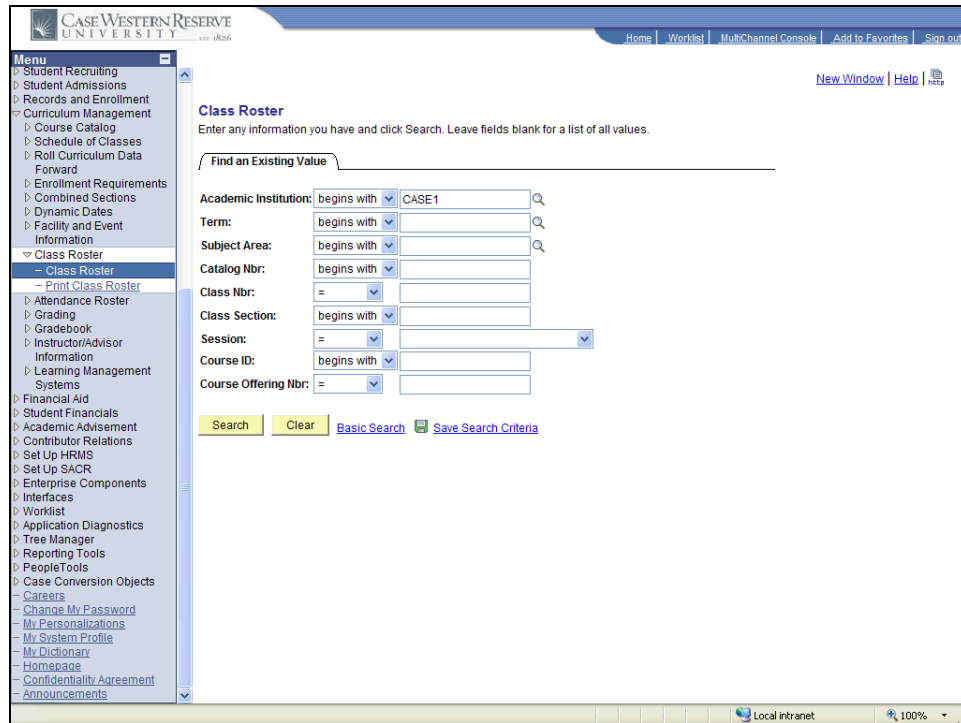 CASE WESTERN RESERVE
UNIVERSITY EST 1826
Home | Worklist | MultiChannel Console | Add to Favorites | Sign out
Menu
Student Recruiting
Student Admissions
Records and Enrollment
Curriculum Management
Course Catalog
Schedule of Classes
Roll Curriculum Data
Forward
Enrollment Requirements
Combined Sections
Dynamic Dates
Facility and Event
Information
Class Roster
– Class Roster
– Print Class Roster
Attendance Roster
Grading
Gradebook
Instructor/Advisor
Information
Learning Management
Systems
Financial Aid
Student Financials
Academic Advisement
Contributor Relations
Set Up HRMS
Set Up SACR
Enterprise Components
Interfaces
Worklist
Application Diagnostics
Tree Manager
Reporting Tools
PeopleTools
Case Conversion Objects
– Careers
– Change My Password
– My Personalizations
– My System Profile
– My Dictionary
– Homepage
– Confidentiality Agreement
– Announcements
New Window | Help | http
Class Roster
Enter any information you have and click Search. Leave fields blank for a list of all values.
Find an Existing Value
Academic Institution: begins with CASE1
Term: begins with
Subject Area: begins with
Catalog Nbr: begins with
Class Nbr: =
Class Section: begins with
Session: =
Course ID: begins with
Course Offering Nbr: =
Search Clear Basic Search Save Search Criteria
Local intranet 100%